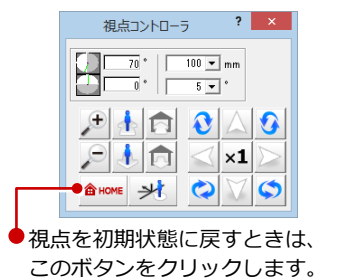 視点コントローラ ? ×
70 ° 100 mm
0 ° 5 °
×1
HOME
視点を初期状態に戻すときは、
このボタンをクリックします。